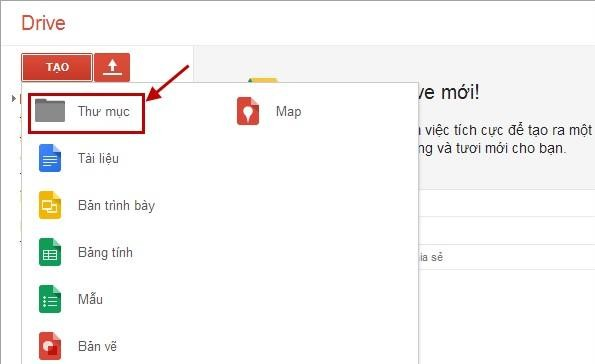 Drive
TẠO
Thư mục
Map
Tài liệu
Bản trình bày
Bảng tính
Mẫu
Bản vẽ
ve mới!
việc tích cực để tạo ra một
ng và tươi mới cho bạn.
ia sẻ